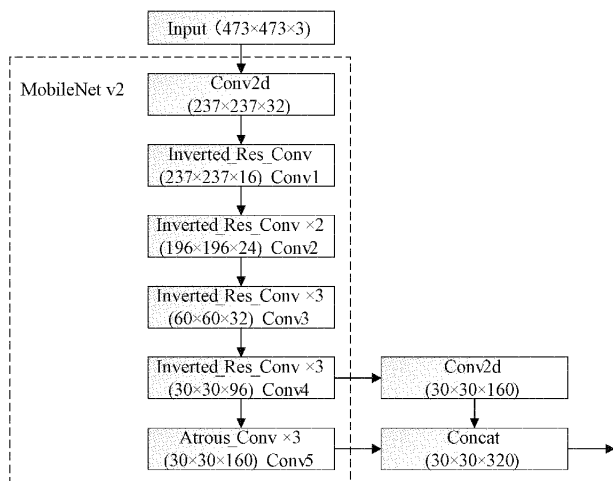 Input (473×473×3)
MobileNet v2
Conv2d
(237×237×32)
Inverted_Res_Conv
(237×237×16) Conv1
Inverted_Res_Conv ×2
(196×196×24) Conv2
Inverted_Res_Conv ×3
(60×60×32) Conv3
Inverted_Res_Conv ×3
(30×30×96) Conv4
Conv2d
(30×30×160)
Atrous_Conv ×3
(30×30×160) Conv5
Concat
(30×30×320)